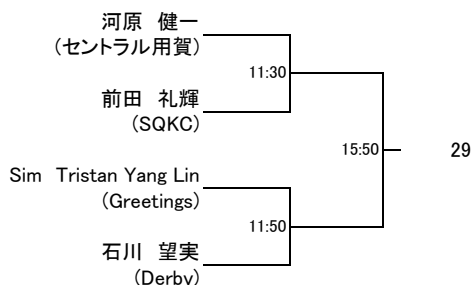 河原　健一
(セントラル用賀)
11:30
前田　礼輝
(SQKC)
15:50
29
Sim　Tristan Yang Lin
(Greetings)
11:50
石川　望実
(Derby)